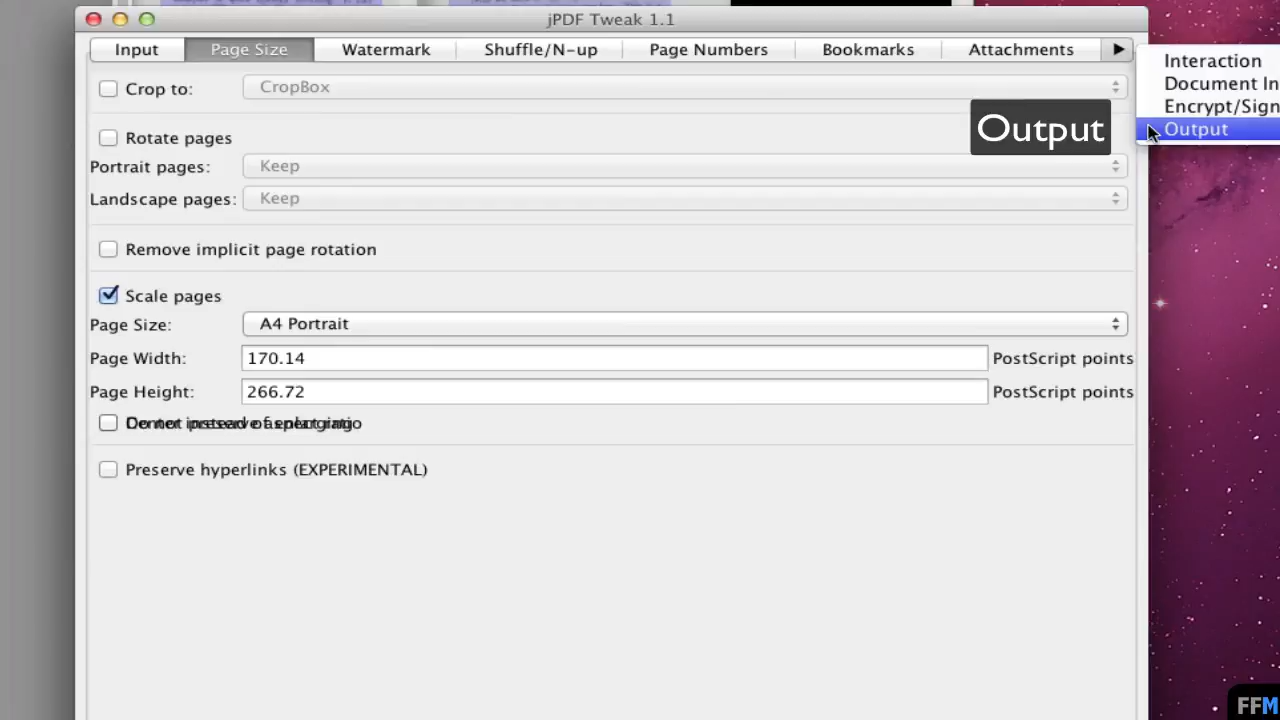 jPDF Tweak 1.1
Input Page Size Watermark Shuffle/N-up Page Numbers Bookmarks Attachments
Interaction
Document In
Encrypt/Sign
Output
Crop to: CropBox
Output
Rotate pages
Portrait pages: Keep
Landscape pages: Keep
Remove implicit page rotation
Scale pages
Page Size: A4 Portrait
Page Width: 170.14 PostScript points
Page Height: 266.72 PostScript points
Preserve hyperlinks (EXPERIMENTAL)
FFM